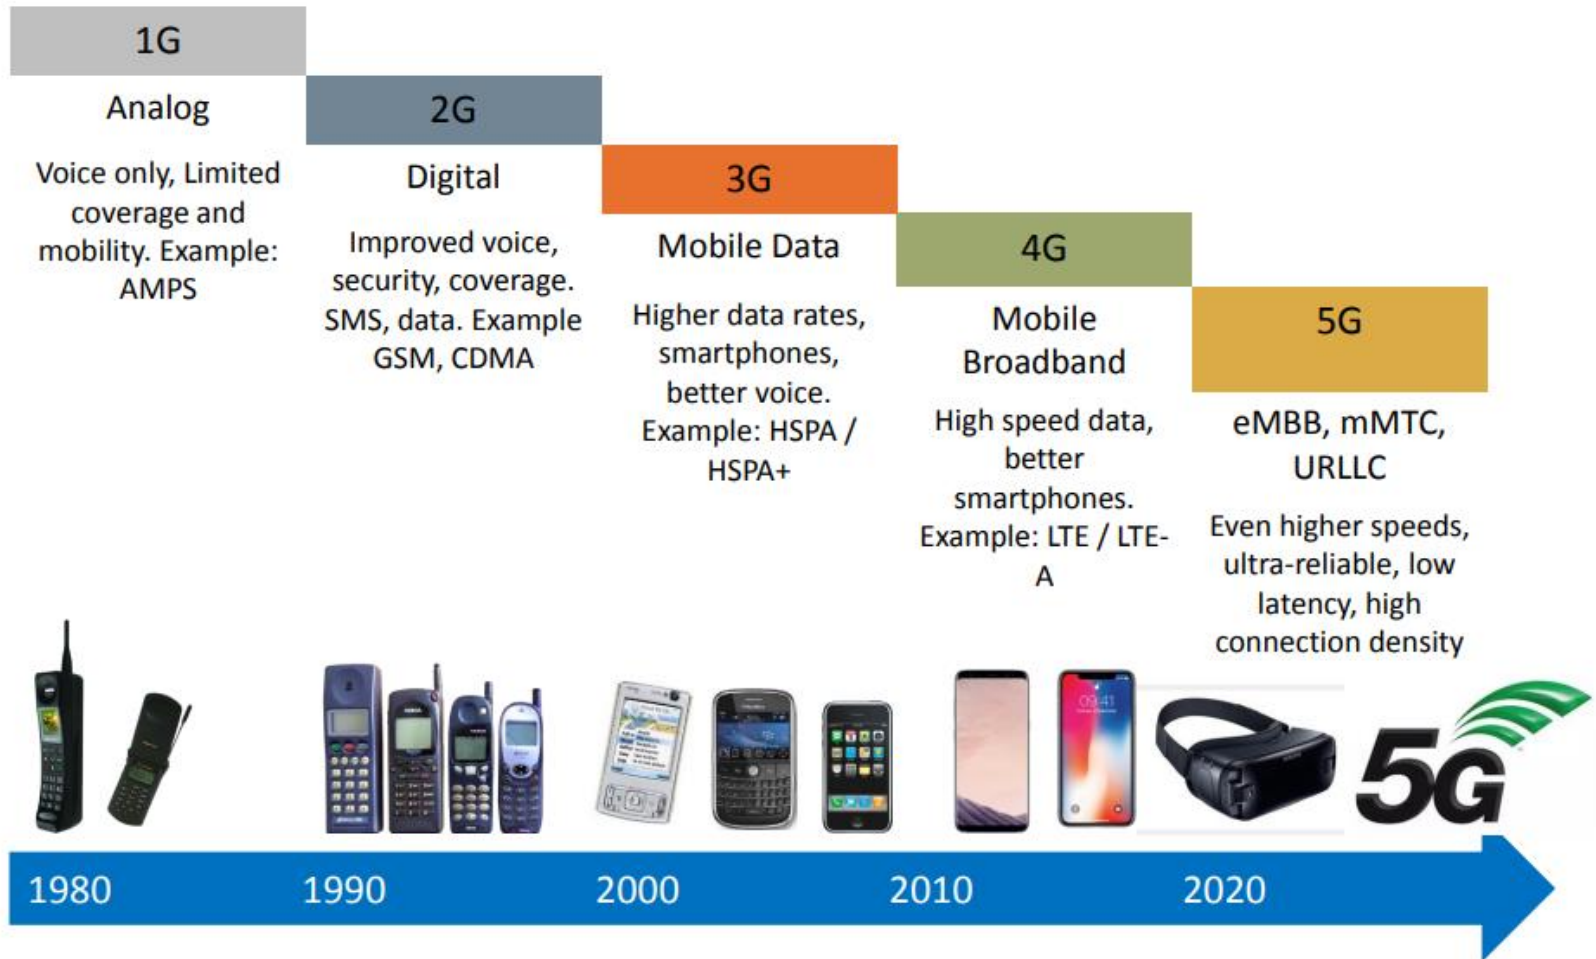 1G
Analog
Voice only, Limited
coverage and
mobility. Example:
AMPS
2G
Digital
Improved voice,
security, coverage.
SMS, data. Example
GSM, CDMA
3G
Mobile Data
Higher data rates,
smartphones,
better voice.
Example: HSPA /
HSPA+
4G
Mobile
Broadband
High speed data,
better
smartphones.
Example: LTE / LTE-
A
5G
eMBB, mMTC,
URLLC
Even higher speeds,
ultra-reliable, low
latency, high
connection density
09:41
5G
1980
1990
2000
2010
2020